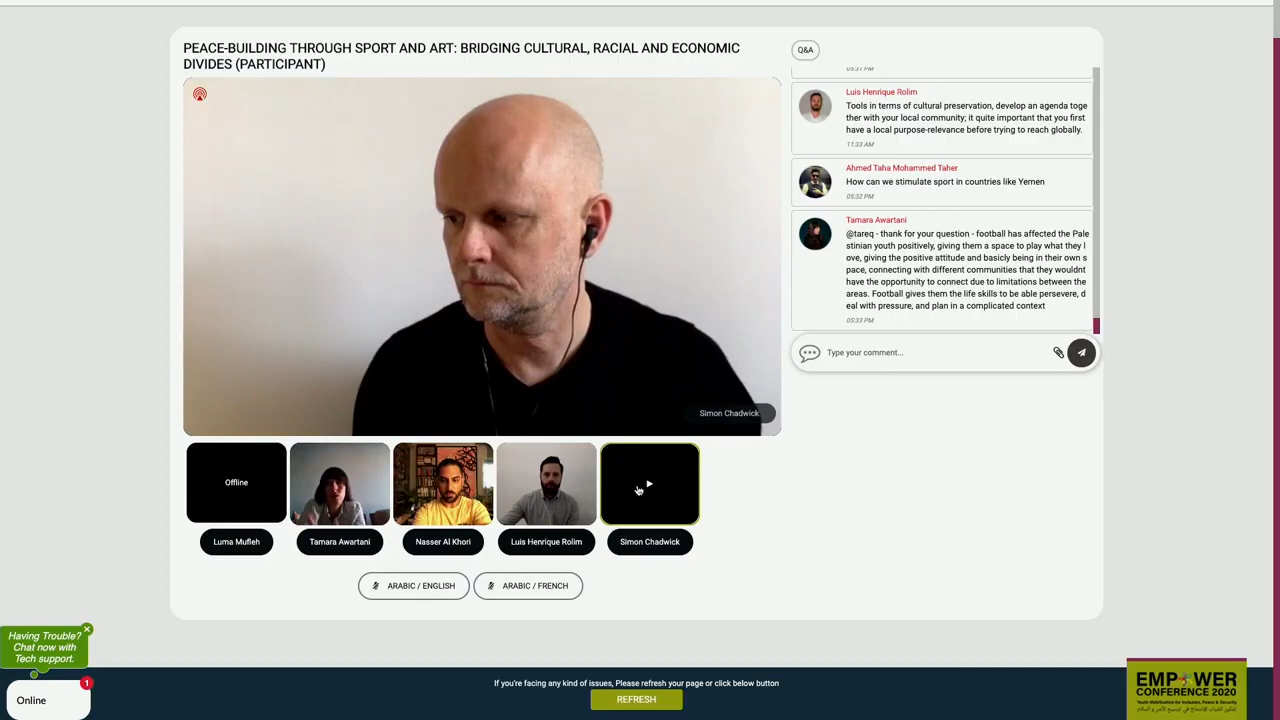 PEACE-BUILDING THROUGH SPORT AND ART: BRIDGING CULTURAL, RACIAL AND ECONOMIC
DIVIDES (PARTICIPANT)
Simon Chadwick
Offline
Luma Mufleh
Tamara Awartani
Nasser Al Khori
Luis Henrique Rolim
Simon Chadwick
ARABIC / ENGLISH
ARABIC / FRENCH
Q&A
Luis Henrique Rolim
Tools in terms of cultural preservation, develop an agenda toge
ther with your local community; it quite important that you first
have a local purpose-relevance before trying to reach globally.
11:33 AM
Ahmed Taha Mohammed Taher
How can we stimulate sport in countries like Yemen
05:32 PM
Tamara Awartani
@tareq - thank for your question - football has affected the Pale
stinian youth positively, giving them a space to play what they l
ove, giving the positive attitude and basicly being in their own s
pace, connecting with different communities that they wouldnt
have the opportunity to connect due to limitations between the
areas. Football gives them the life skills to be able persevere, d
eal with pressure, and plan in a complicated context
05:33 PM
Type your comment...
Having Trouble?
Chat now with
Tech support.
1
Online
If you're facing any kind of issues, Please refresh your page or click below button
REFRESH
EMPOWER
CONFERENCE 2020
Youth Mobilisation for Inclusion, Peace & Security